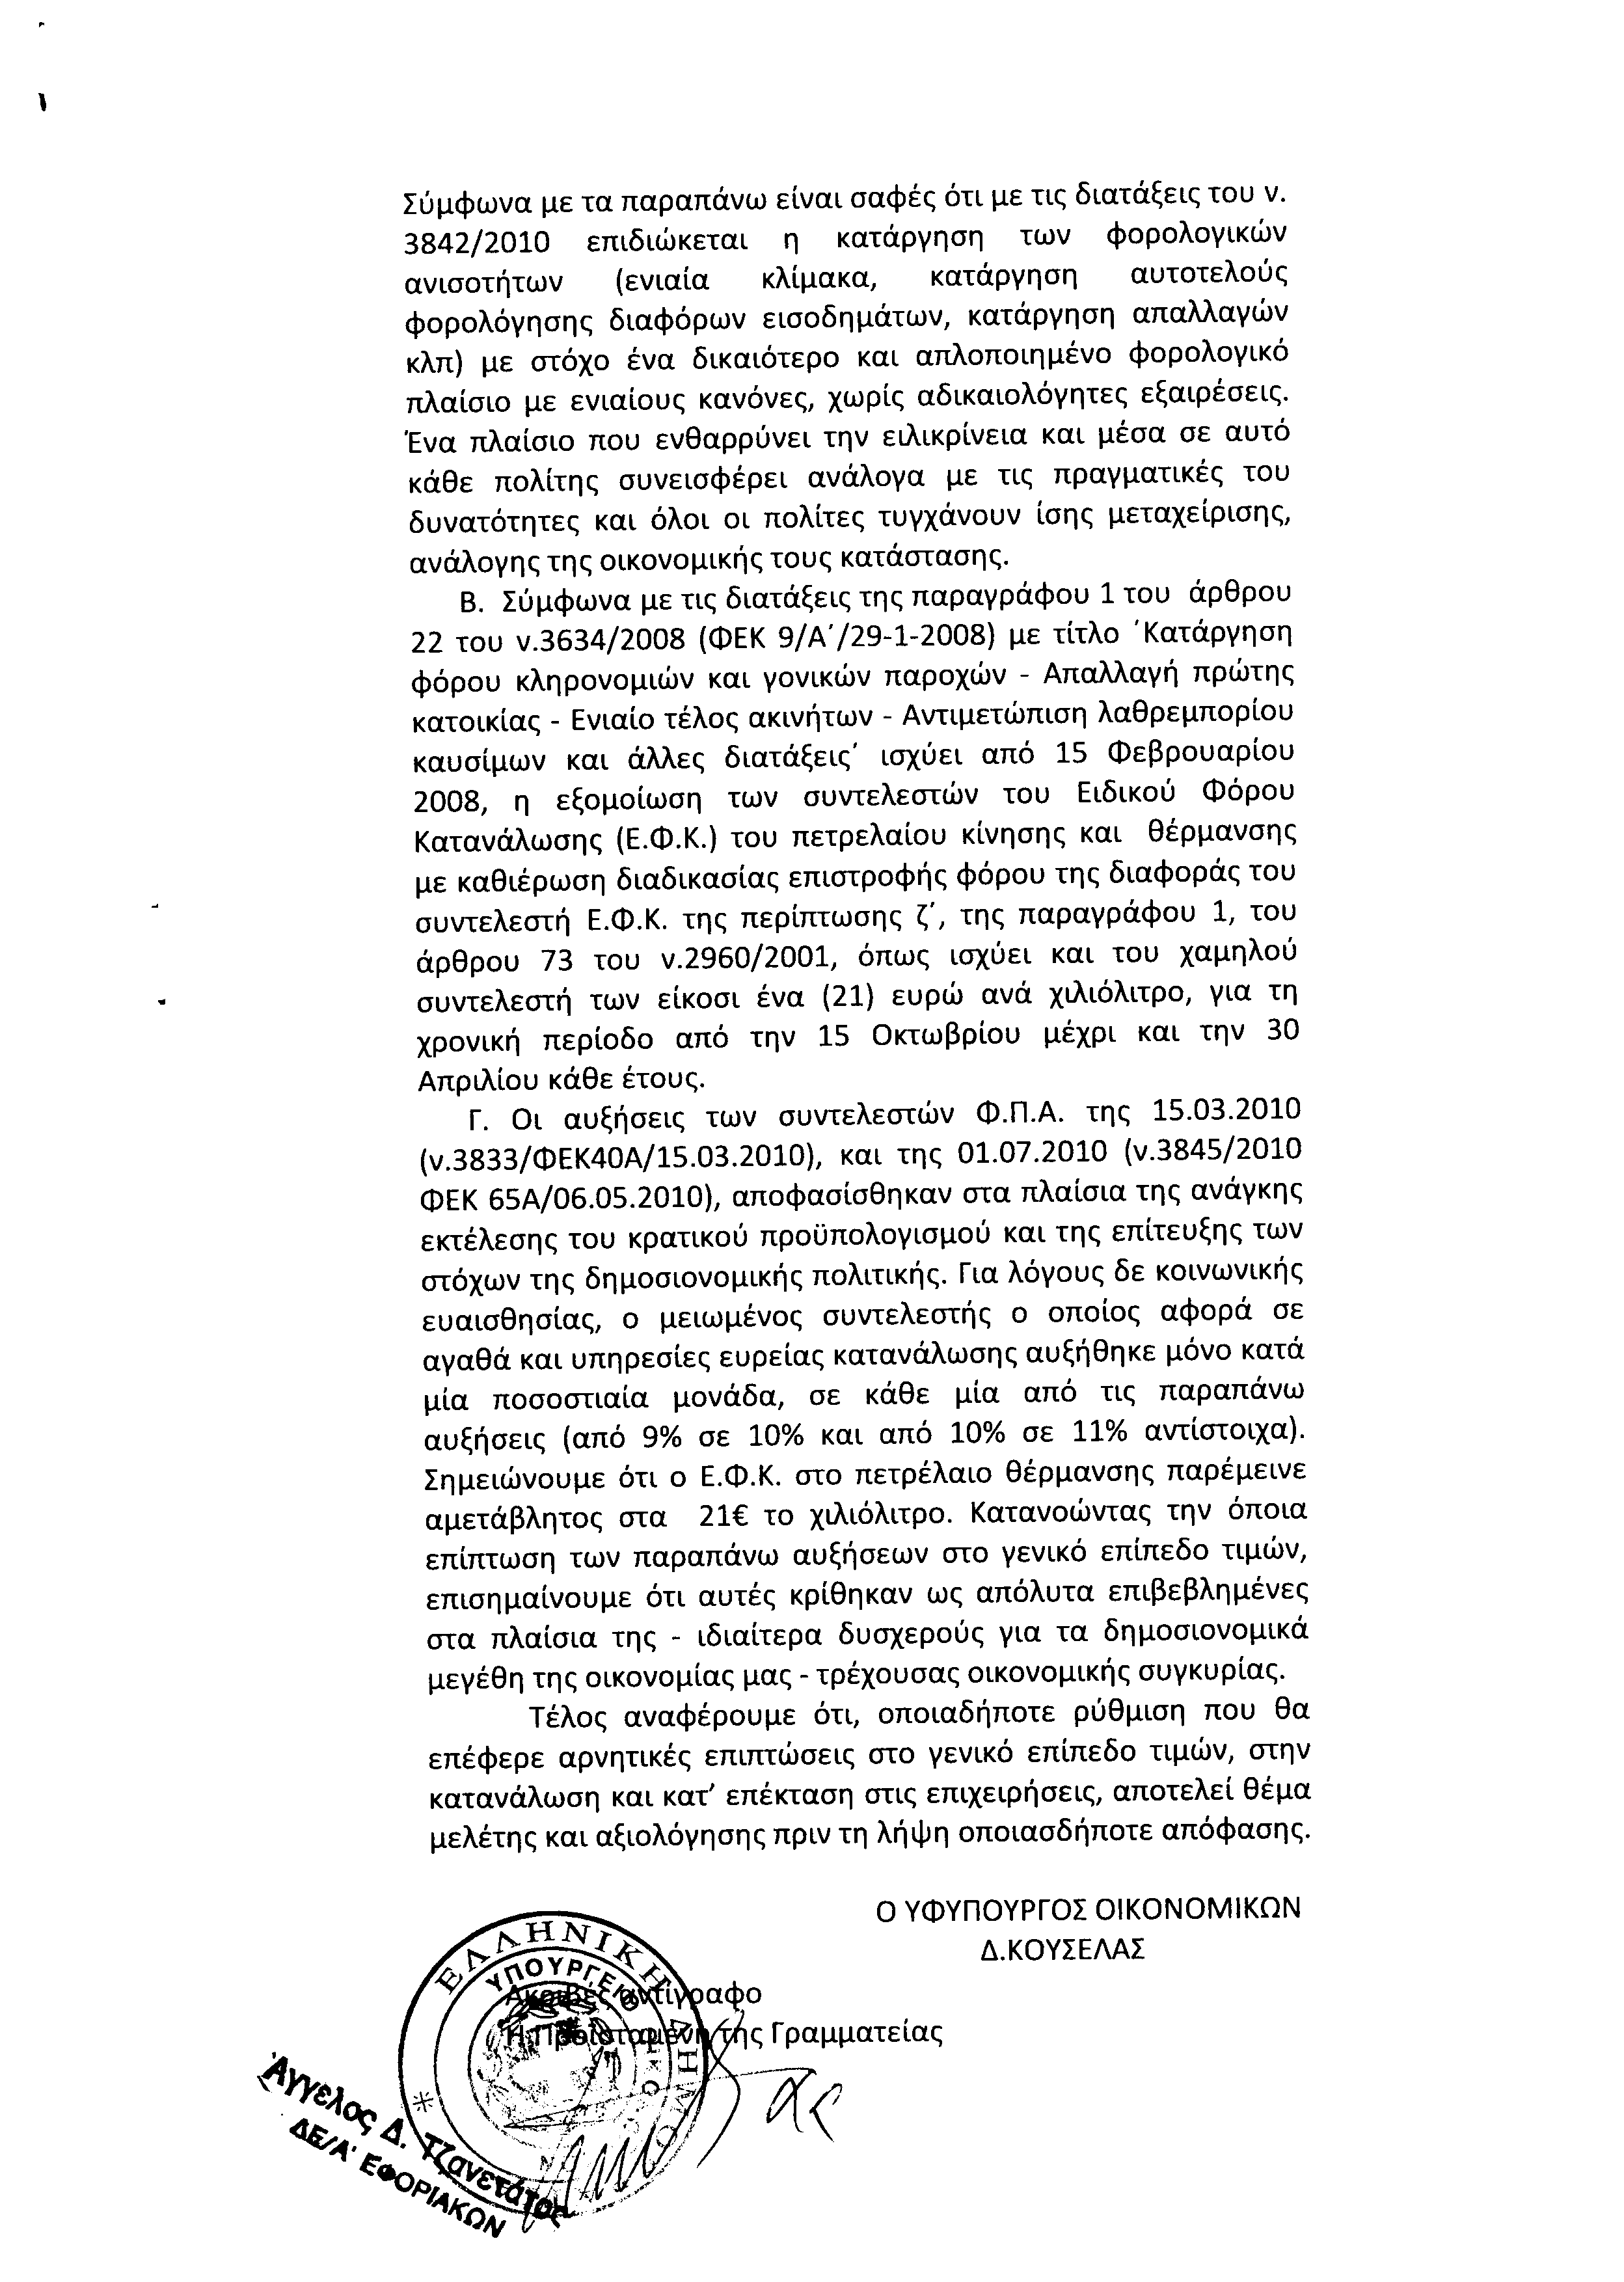 Σύμφωνα με τα παραπάνω είναι σαφές ότι με τις διατάξεις του ν.
3842/2010 επιδιώκεται η κατάργηση των φορολογικών
ανισοτήτων (ενιαία κλίμακα, κατάργηση αυτοτελούς
φορολόγησης διαφόρων εισοδημάτων, κατάργηση απαλλαγών
κλπ) με στόχο ένα δικαιότερο και απλοποιημένο φορολογικό
πλαίσιο με ενιαίους κανόνες, χωρίς αδικαιολόγητες εξαιρέσεις.
Ένα πλαίσιο που ενθαρρύνει την ειλικρίνεια και μέσα σε αυτό
κάθε πολίτης συνεισφέρει ανάλογα με τις πραγματικές του
δυνατότητες και όλοι οι πολίτες τυγχάνουν ίσης μεταχείρισης,
ανάλογης της οικονομικής τους κατάστασης.
Β. Σύμφωνα με τις διατάξεις της παραγράφου 1 του άρθρου
22 του ν.3634/2008 (ΦΕΚ 9/Α΄/29-1-2008) με τίτλο ΄Κατάργηση
φόρου κληρονομιών και γονικών παροχών - Απαλλαγή πρώτης
κατοικίας - Ενιαίο τέλος ακινήτων - Αντιμετώπιση λαθρεμπορίου
καυσίμων και άλλες διατάξεις΄ ισχύει από 15 Φεβρουαρίου
2008, η εξομοίωση των συντελεστών του Ειδικού Φόρου
Κατανάλωσης (Ε.Φ.Κ.) του πετρελαίου κίνησης και θέρμανσης
με καθιέρωση διαδικασίας επιστροφής φόρου της διαφοράς του
συντελεστή Ε.Φ.Κ. της περίπτωσης ζ΄, της παραγράφου 1, του
άρθρου 73 του ν.2960/2001, όπως ισχύει και του χαμηλού
συντελεστή των είκοσι ένα (21) ευρώ ανά χιλιόλιτρο, για τη
χρονική περίοδο από την 15 Οκτωβρίου μέχρι και την 30
Απριλίου κάθε έτους.
Γ. Οι αυξήσεις των συντελεστών Φ.Π.Α. της 15.03.2010
(ν.3833/ΦΕΚ40Α/15.03.2010), και της 01.07.2010 (ν.3845/2010
ΦΕΚ 65Α/06.05.2010), αποφασίσθηκαν στα πλαίσια της ανάγκης
εκτέλεσης του κρατικού προϋπολογισμού και της επίτευξης των
στόχων της δημοσιονομικής πολιτικής. Για λόγους δε κοινωνικής
ευαισθησίας, ο μειωμένος συντελεστής ο οποίος αφορά σε
αγαθά και υπηρεσίες ευρείας κατανάλωσης αυξήθηκε μόνο κατά
μία ποσοστιαία μονάδα, σε κάθε μία από τις παραπάνω
αυξήσεις (από 9% σε 10% και από 10% σε 11% αντίστοιχα).
Σημειώνουμε ότι ο Ε.Φ.Κ. στο πετρέλαιο θέρμανσης παρέμεινε
αμετάβλητος στα 21€ το χιλιόλιτρο. Κατανοώντας την όποια
επίπτωση των παραπάνω αυξήσεων στο γενικό επίπεδο τιμών,
επισημαίνουμε ότι αυτές κρίθηκαν ως απόλυτα επιβεβλημένες
στα πλαίσια της - ιδιαίτερα δυσχερούς για τα δημοσιονομικά
μεγέθη της οικονομίας μας - τρέχουσας οικονομικής συγκυρίας.
Τέλος αναφέρουμε ότι, οποιαδήποτε ρύθμιση που θα
επέφερε αρνητικές επιπτώσεις στο γενικό επίπεδο τιμών, στην
κατανάλωση και κατ΄ επέκταση στις επιχειρήσεις, αποτελεί θέμα
μελέτης και αξιολόγησης πριν τη λήψη οποιασδήποτε απόφασης.
Ο ΥΦΥΠΟΥΡΓΟΣ ΟΙΚΟΝΟΜΙΚΩΝ
Δ.ΚΟΥΣΕΛΑΣ
ΕΛΛΗΝΙΚΗ ΔΗΜΟ
ΥΠΟΥΡΓΕΙΟ
Ακριβές αντίγραφο
Η Προϊσταμένη της Γραμματείας
Άγγελος Δ. Τζανετάτος
ΔΕ/Α' ΕΦΟΡΙΑΚΩΝ